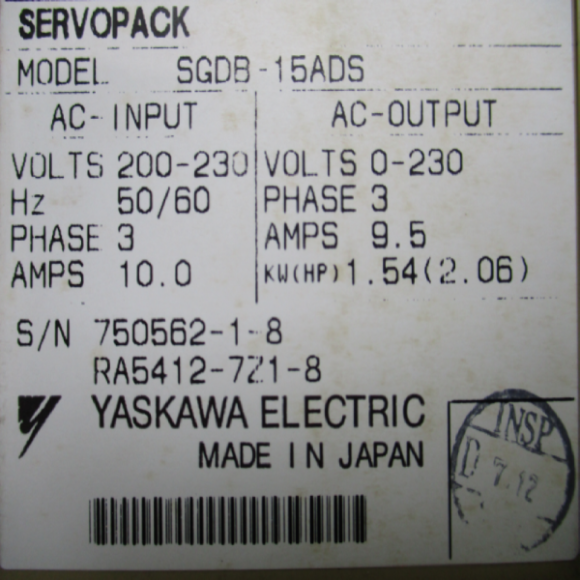 SERVOPACK
MODEL SGDB-15ADS
AC-INPUT AC-OUTPUT
VOLTS 200-230 VOLTS 0-230
Hz 50/60 PHASE 3
PHASE 3 AMPS 9.5
AMPS 10.0 KW(HP) 1.54(2.06)
S/N 750562-1-8
RA5412-7Z1-8
YASKAWA ELECTRIC
MADE IN JAPAN
INSP
D 7.12